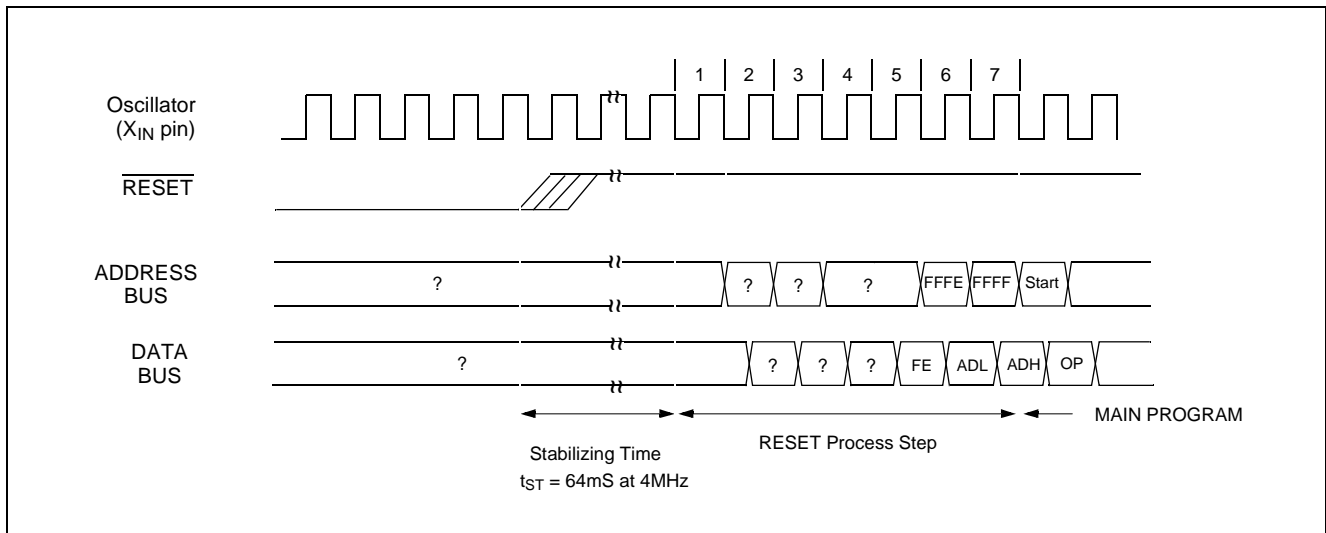 1 2 3 4 5 6 7
Oscillator
(XIN pin)
RESET
ADDRESS
BUS
? ? ? ? FFFE FFFF Start
DATA
BUS
? ? ? ? FE ADL ADH OP
MAIN PROGRAM
Stabilizing Time
tST = 64mS at 4MHz
RESET Process Step